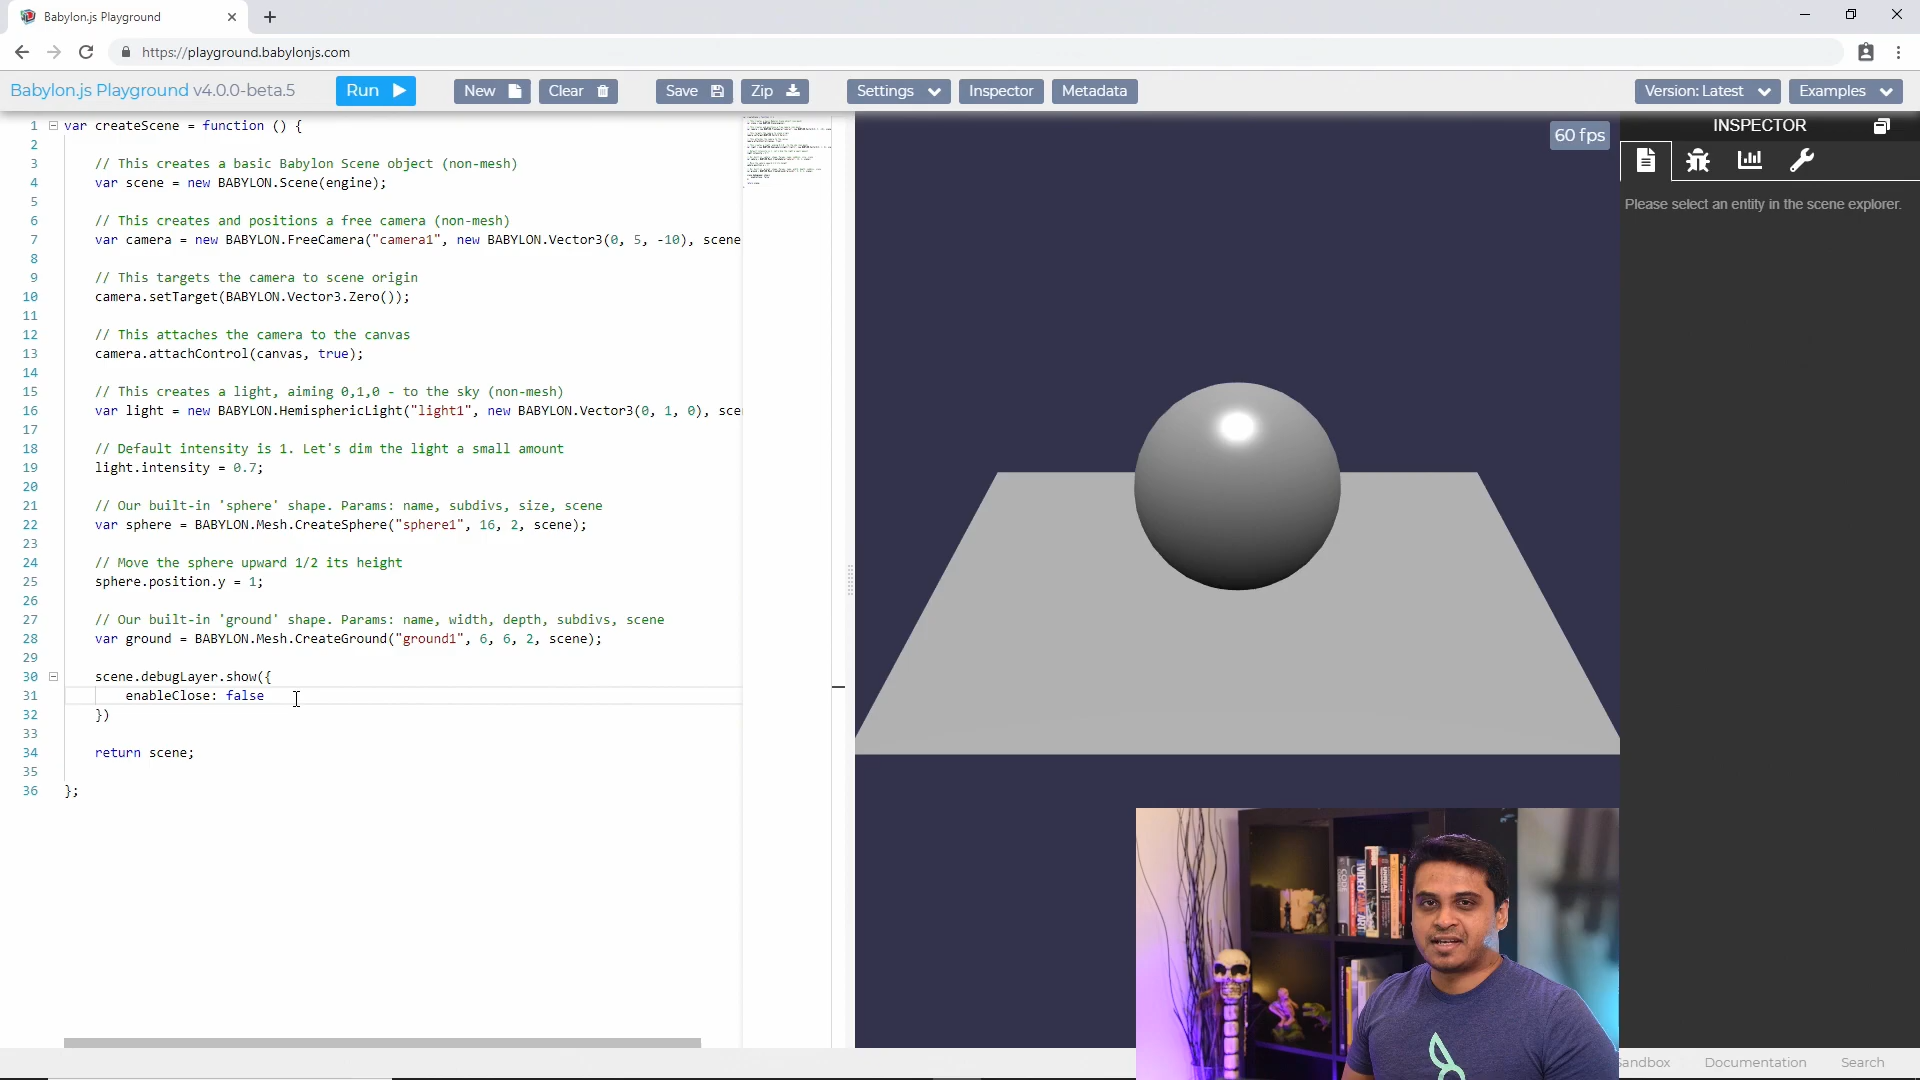 Babylon.js Playground
https://playground.babylonjs.com
Babylon.js Playground v4.0.0-beta.5
Run
New
Clear
Save
Zip
Settings
Inspector
Metadata
Version: Latest
Examples
1 var createScene = function () {
2
3 // This creates a basic Babylon Scene object (non-mesh)
4 var scene = new BABYLON.Scene(engine);
5
6 // This creates and positions a free camera (non-mesh)
7 var camera = new BABYLON.FreeCamera("camera1", new BABYLON.Vector3(0, 5, -10), scene
8
9 // This targets the camera to scene origin
10 camera.setTarget(BABYLON.Vector3.Zero());
11
12 // This attaches the camera to the canvas
13 camera.attachControl(canvas, true);
14
15 // This creates a light, aiming 0,1,0 - to the sky (non-mesh)
16 var light = new BABYLON.HemisphericLight("light1", new BABYLON.Vector3(0, 1, 0), sce
17
18 // Default intensity is 1. Let's dim the light a small amount
19 light.intensity = 0.7;
20
21 // Our built-in 'sphere' shape. Params: name, subdivs, size, scene
22 var sphere = BABYLON.Mesh.CreateSphere("sphere1", 16, 2, scene);
23
24 // Move the sphere upward 1/2 its height
25 sphere.position.y = 1;
26
27 // Our built-in 'ground' shape. Params: name, width, depth, subdivs, scene
28 var ground = BABYLON.Mesh.CreateGround("ground1", 6, 6, 2, scene);
29
30 scene.debugLayer.show({
31 enableClose: false
32 })
33
34 return scene;
35
36 };
60 fps
INSPECTOR
Please select an entity in the scene explorer.
CODE
VIDEO
ART
Sandbox
Documentation
Search